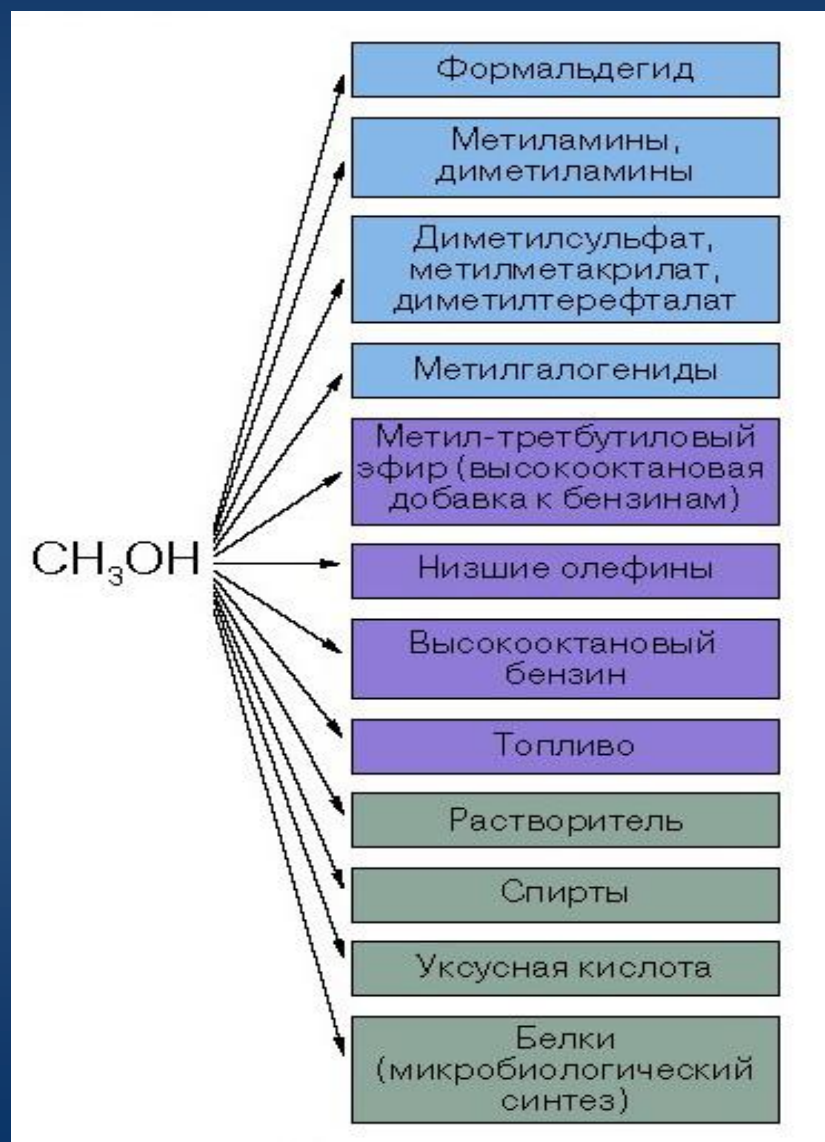 Формальдегид
Метиламины,
диметиламины
Диметилсульфат,
метилметакрилат,
диметилтерефталат
Метилгалогениды
Метил-третбутиловый
эфир (высокооктановая
добавка к бензинам)
CH₃OH
Низшие олефины
Высокооктановый
бензин
Топливо
Растворитель
Спирты
Уксусная кислота
Белки
(микробиологический
синтез)